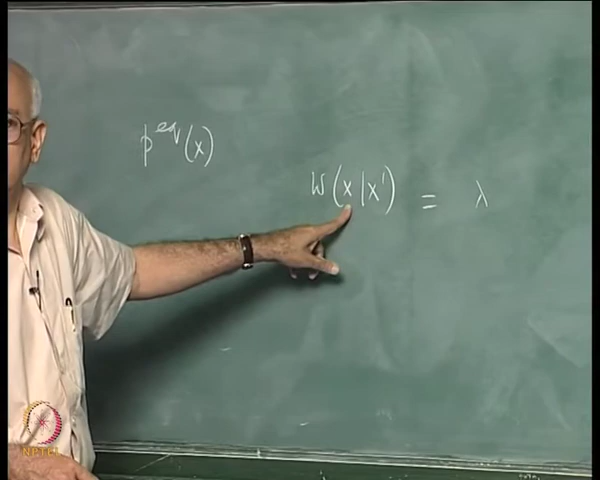 p^eq(x)
W(x|x') = λ
NPTEL